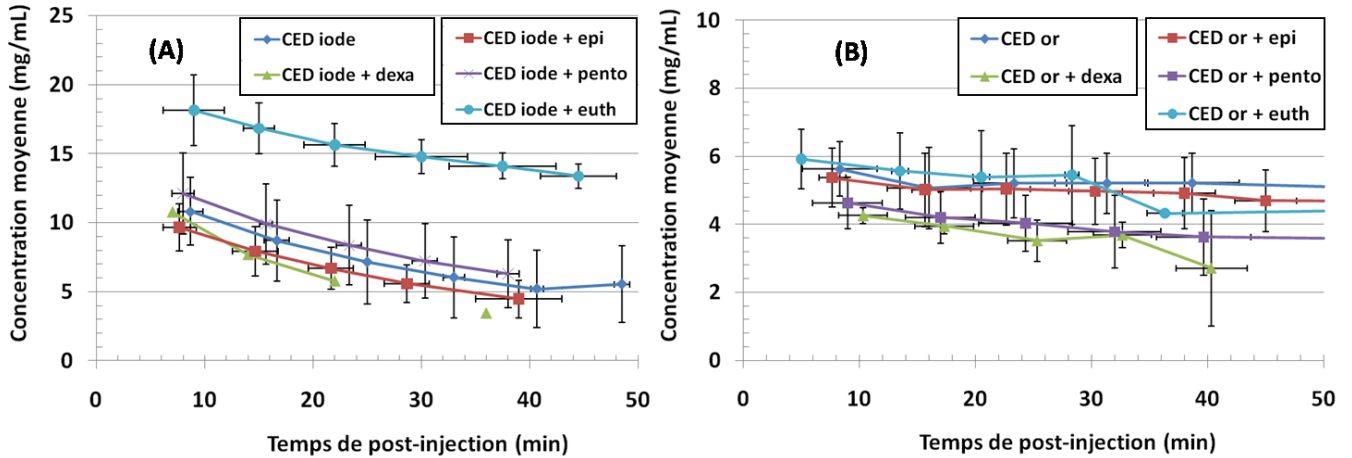 Concentration moyenne (mg/mL)
25
20
15
10
5
0
(A)
CED iode
CED iode + dexa
CED iode + epi
CED iode + pento
CED iode + euth
0 10 20 30 40 50
Temps de post-injection (min)
Concentration moyenne (mg/mL)
10
8
6
4
2
0
(B)
CED or
CED or + dexa
CED or + epi
CED or + pento
CED or + euth
0 10 20 30 40 50
Temps de post-injection (min)